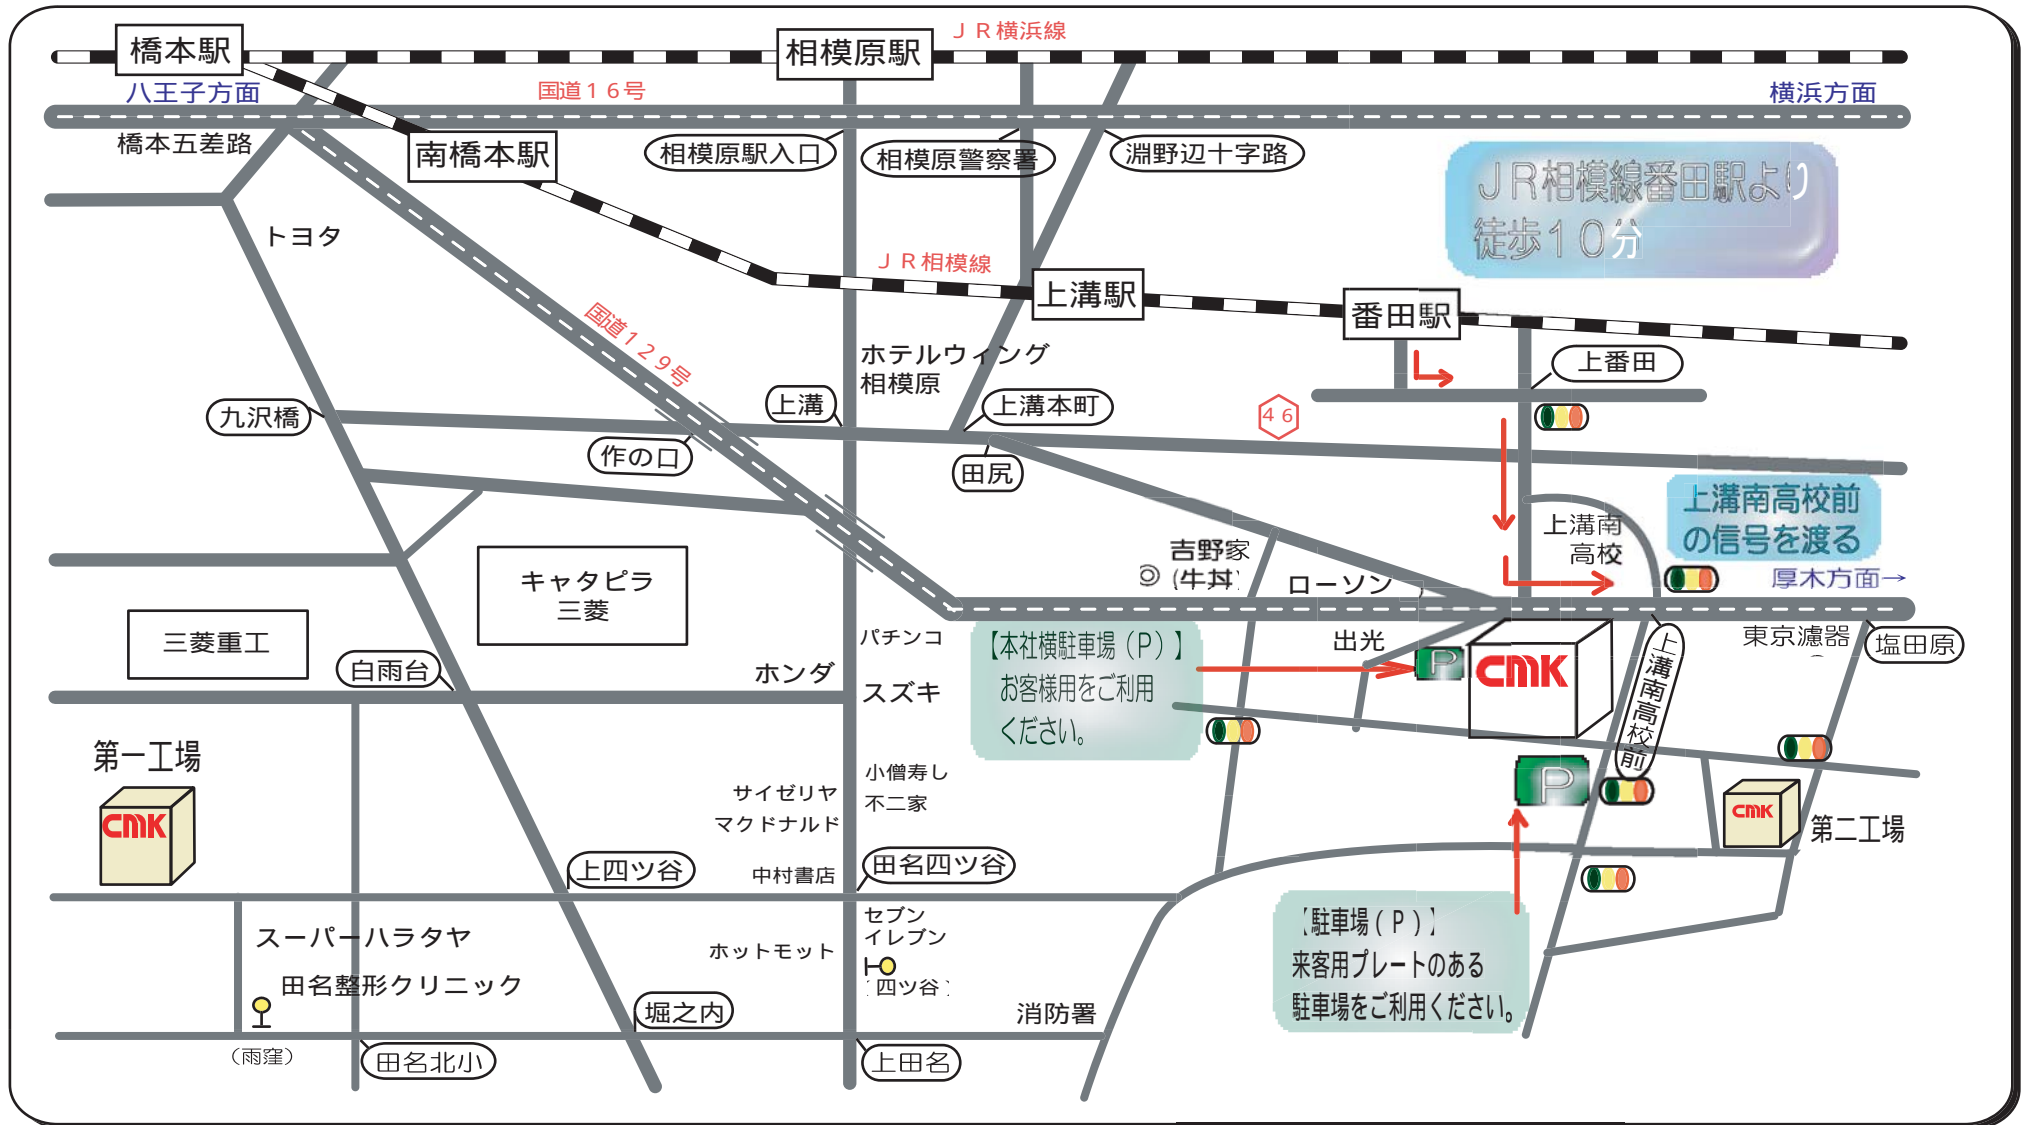 橋本駅
相模原駅
ＪＲ横浜線
八王子方面
国道１６号
横浜方面
橋本五差路
南橋本駅
相模原駅入口
相模原警察署
淵野辺十字路
ＪＲ相模線番田駅より
徒歩１０分
トヨタ
ＪＲ相模線
上溝駅
番田駅
国道１２９号
ホテルウィング
相模原
上番田
九沢橋
上溝
上溝本町
４６
作の口
田尻
上溝南高校前
の信号を渡る
上溝南
高校
吉野家
◎（牛丼）
ローソン
厚木方面→
キャタピラ
三菱
三菱重工
白雨台
パチンコ
ホンダ
スズキ
【本社横駐車場（Ｐ）】
お客様用をご利用
ください。
出光
P
CMK
上溝南高校前
東京濾器
塩田原
第一工場
CMK
サイゼリヤ
マクドナルド
小僧寿し
不二家
P
CMK
第二工場
上四ツ谷
中村書店
田名四ツ谷
スーパーハラタヤ
ホットモット
セブン
イレブン
（四ツ谷）
【駐車場（Ｐ）】
来客用プレートのある
駐車場をご利用ください。
田名整形クリニック
堀之内
消防署
（雨窪）
田名北小
上田名